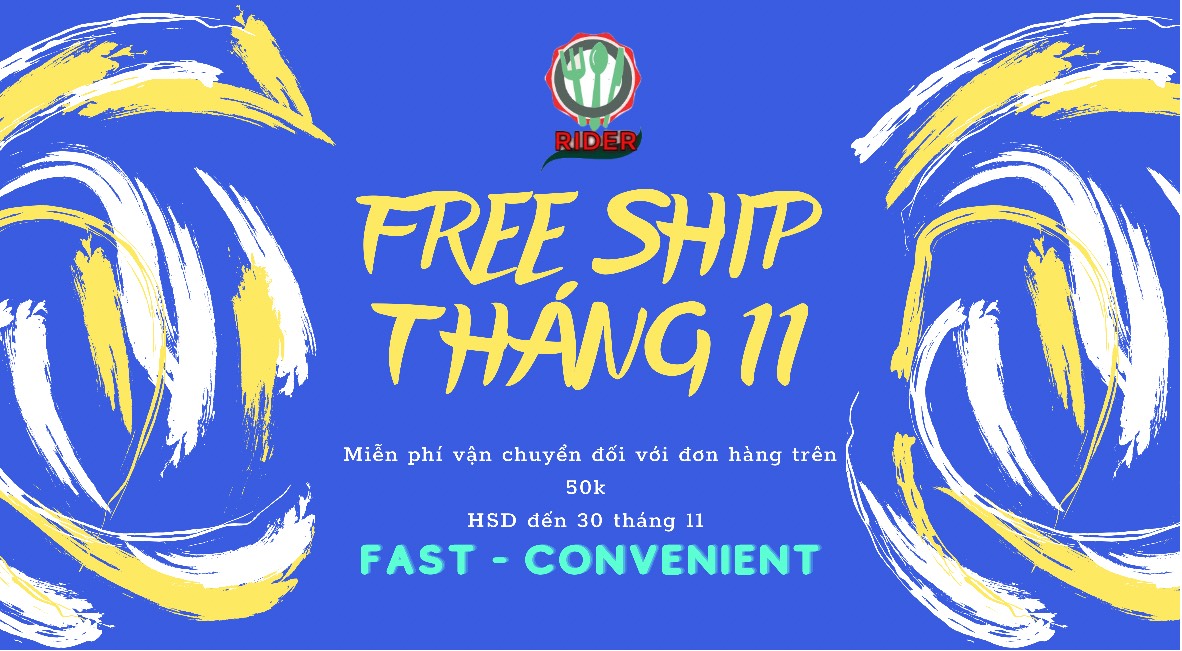 RIDER
FREE SHIP
THÁNG 11
Miễn phí vận chuyển đối với đơn hàng trên
50k
HSD đến 30 tháng 11
FAST - CONVENIENT